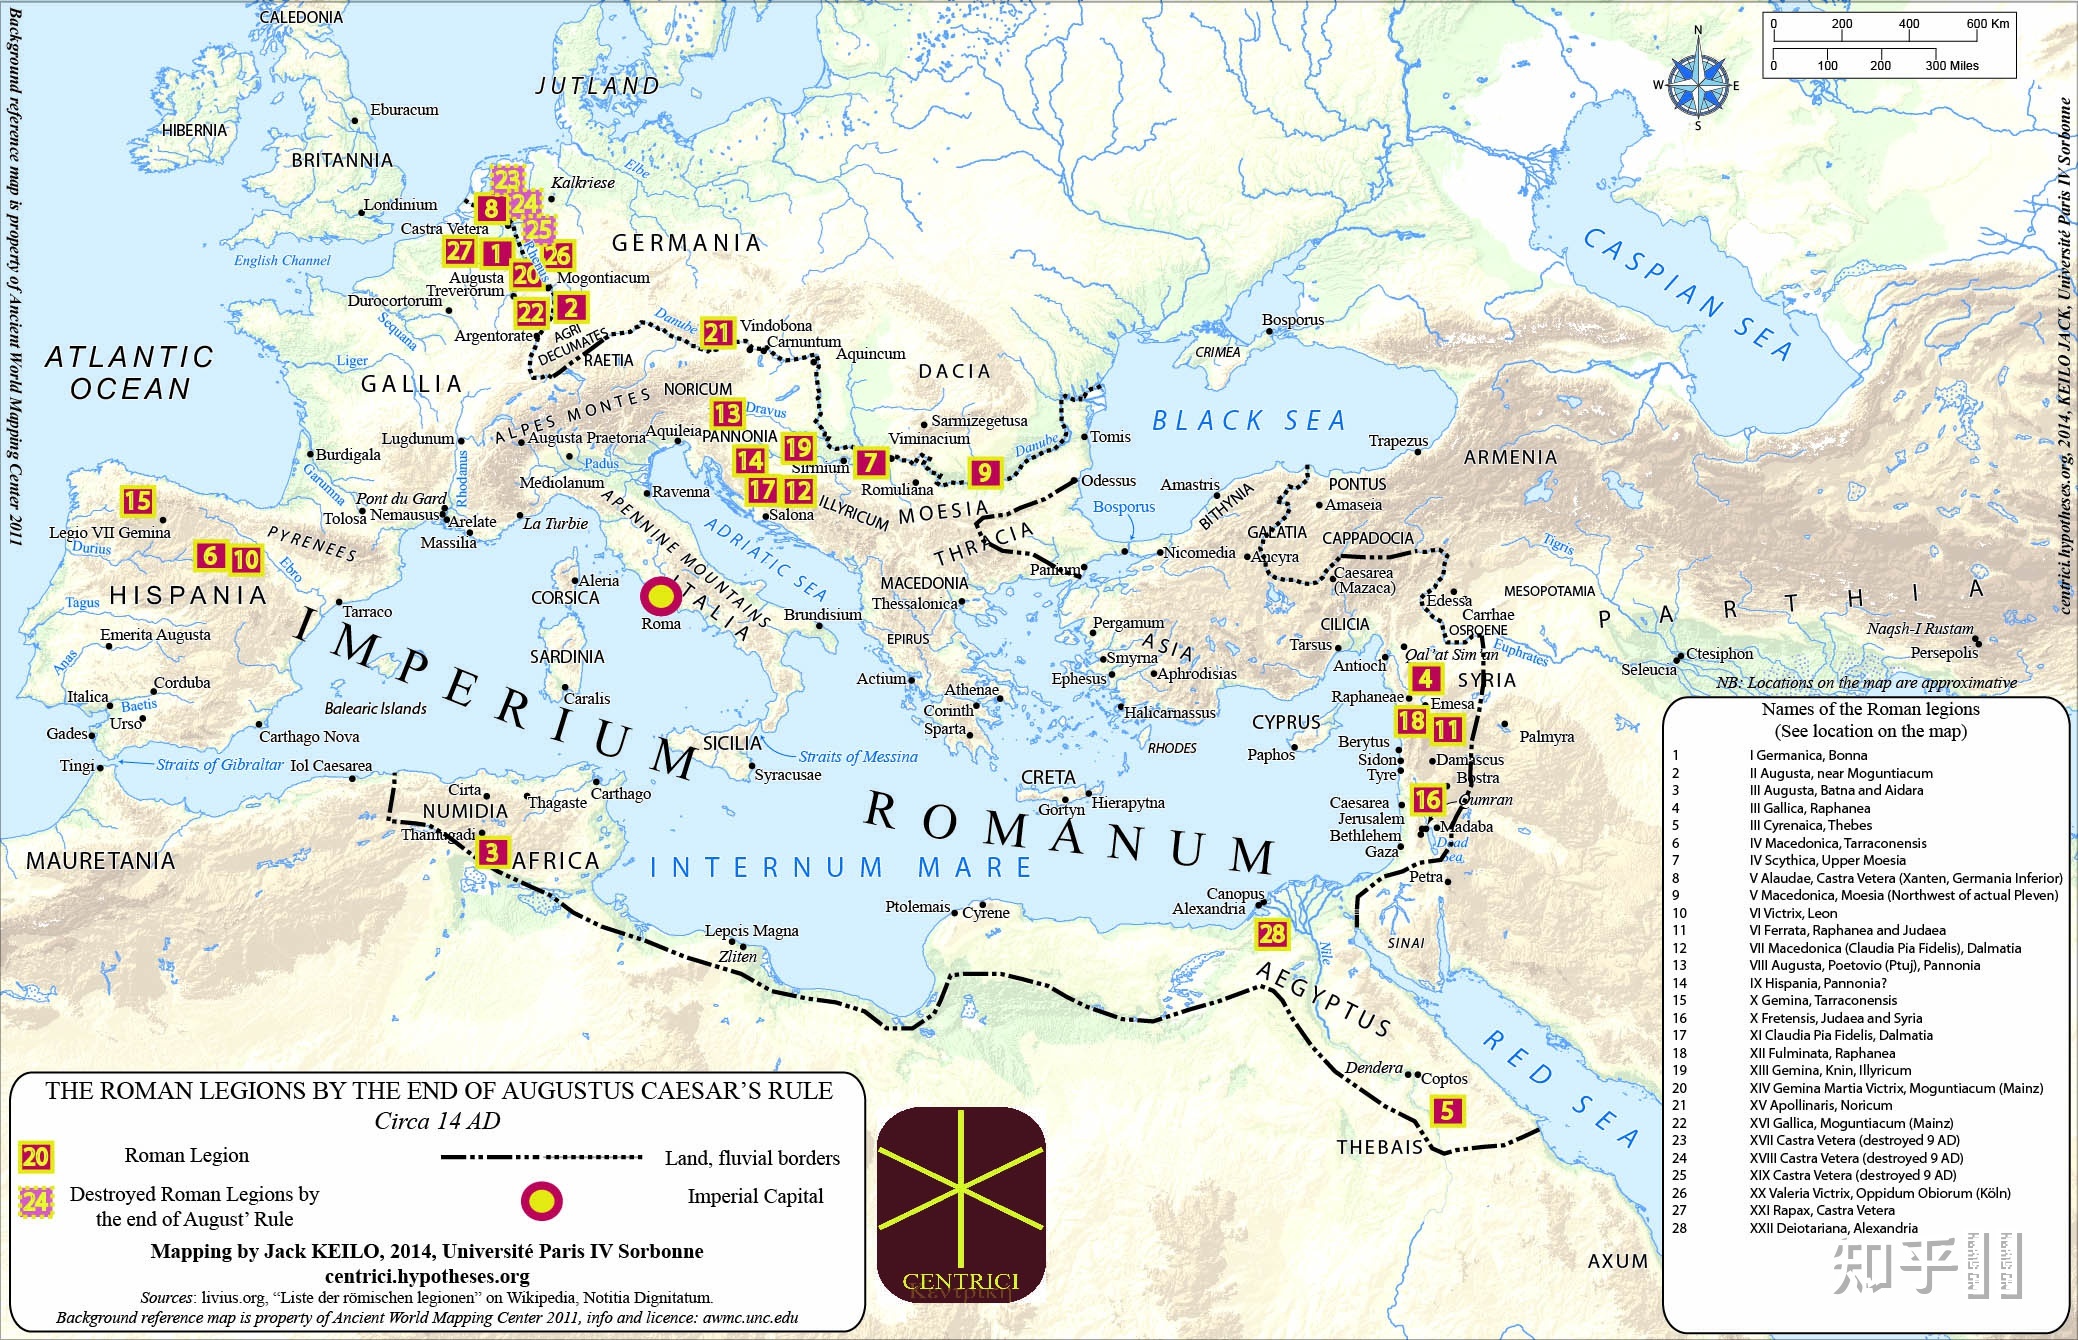 Background reference map is property of Ancient World Mapping Center 2011
centrici.hypotheses.org, 2014, KEILO JACK, Université Paris IV Sorbonne
CALEDONIA
JUTLAND
Eburacum
HIBERNIA
BRITANNIA
Londinium
English Channel
Elbe
Kalkriese
23
24
25
8
Castra Vetera
GERMANIA
27
1
26
20
Rhenus
Augusta
Treverorum
Mogontiacum
Durocortorum
22
2
Sequana
Argentorate
AGRI
DECUMATES
RAETIA
Danube
21
Vindobona
Carnuntum
Aquincum
ATLANTIC
OCEAN
Liger
GALLIA
ALPES MONTES
NORICUM
DACIA
13
Dravus
Sarmizegetusa
Lugdunum
Augusta Praetoria
Aquileia
PANNONIA
19
Viminacium
Danube
Tomis
Burdigala
Garumna
Rhodanus
Padus
Mediolanum
14
Sirmium
7
9
Romuliana
Odessus
15
Legio VII Gemina
Durius
Pont du Gard
Tolosa
Nemausus
Arelate
Massilia
La Turbie
Ravenna
17
12
Salona
ILLYRICUM
MOESIA
THRACIA
Panium
PYRENEES
6
10
Ebro
HISPANIA
Tagus
Tarraco
Emerita Augusta
Anas
Italica
Corduba
Baetis
Urso
Gades
Carthago Nova
Balearic Islands
Tingi
Straits of Gibraltar
Iol Caesarea
APENNINE MOUNTAINS
ADRIATIC SEA
ITALIA
Aleria
CORSICA
Roma
SARDINIA
Caralis
Brundisium
MACEDONIA
Thessalonica
EPIRUS
Actium
Athenae
Corinth
Sparta
SICILIA
Straits of Messina
Syracusae
CRETA
Gortyn
Hierapytna
Cirta
NUMIDIA
Thagaste
Carthago
Thamugadi
3
AFRICA
MAURETANIA
IMPERIUM
ROMANUM
INTERNUM MARE
Lepcis Magna
Zliten
Ptolemais
Cyrene
BLACK SEA
Bosporus
CRIMEA
CASPIAN SEA
Trapezus
ARMENIA
Amastris
Bosporus
BITHYNIA
PONTUS
Amaseia
Nicomedia
GALATIA
Ancyra
CAPPADOCIA
Caesarea
(Mazaca)
Tigris
MESOPOTAMIA
PARTHIA
Edessa
Carrhae
OSROENE
Euphrates
Naqsh-I Rustam
Persepolis
Ctesiphon
Seleucia
Pergamum
ASIA
Smyrna
Ephesus
Aphrodisias
Halicarnassus
RHODES
CILICIA
Tarsus
Antioch
Qal'at Sim'an
4
SYRIA
Raphaneae
Emesa
18
11
CYPRUS
Paphos
Berytus
Sidon
Tyre
Damascus
Palmyra
Bostra
16
Qumran
Caesarea
Jerusalem
Bethlehem
Madaba
Dead
Sea
Gaza
Petra
Canopus
Alexandria
28
SINAI
Nile
AEGYPTUS
RED SEA
Dendera
Coptos
5
THEBAIS
AXUM
N
W
E
S
0 200 400 600 Km
0 100 200 300 Miles
NB: Locations on the map are approximative
Names of the Roman legions
(See location on the map)
1 I Germanica, Bonna
2 II Augusta, near Moguntiacum
3 III Augusta, Batna and Aidara
4 III Gallica, Raphanea
5 III Cyrenaica, Thebes
6 IV Macedonica, Tarraconensis
7 IV Scythica, Upper Moesia
8 V Alaudae, Castra Vetera (Xanten, Germania Inferior)
9 V Macedonica, Moesia (Northwest of actual Pleven)
10 VI Victrix, Leon
11 VI Ferrata, Raphanea and Judaea
12 VII Macedonica (Claudia Pia Fidelis), Dalmatia
13 VIII Augusta, Poetovio (Ptuj), Pannonia
14 IX Hispania, Pannonia?
15 X Gemina, Tarraconensis
16 X Fretensis, Judaea and Syria
17 XI Claudia Pia Fidelis, Dalmatia
18 XII Fulminata, Raphanea
19 XIII Gemina, Knin, Illyricum
20 XIV Gemina Martia Victrix, Moguntiacum (Mainz)
21 XV Apollinaris, Noricum
22 XVI Gallica, Moguntiacum (Mainz)
23 XVII Castra Vetera (destroyed 9 AD)
24 XVIII Castra Vetera (destroyed 9 AD)
25 XIX Castra Vetera (destroyed 9 AD)
26 XX Valeria Victrix, Oppidum Obiorum (Köln)
27 XXI Rapax, Castra Vetera
28 XXII Deiotariana, Alexandria
THE ROMAN LEGIONS BY THE END OF AUGUSTUS CAESAR'S RULE
Circa 14 AD
20 Roman Legion
Land, fluvial borders
24 Destroyed Roman Legions by
the end of August' Rule
Imperial Capital
Mapping by Jack KEILO, 2014, Université Paris IV Sorbonne
centrici.hypotheses.org
Sources: livius.org, “Liste der römischen legionen” on Wikipedia, Notitia Dignitatum.
Background reference map is property of Ancient World Mapping Center 2011, info and licence: awmc.unc.edu
CENTRICI
知乎